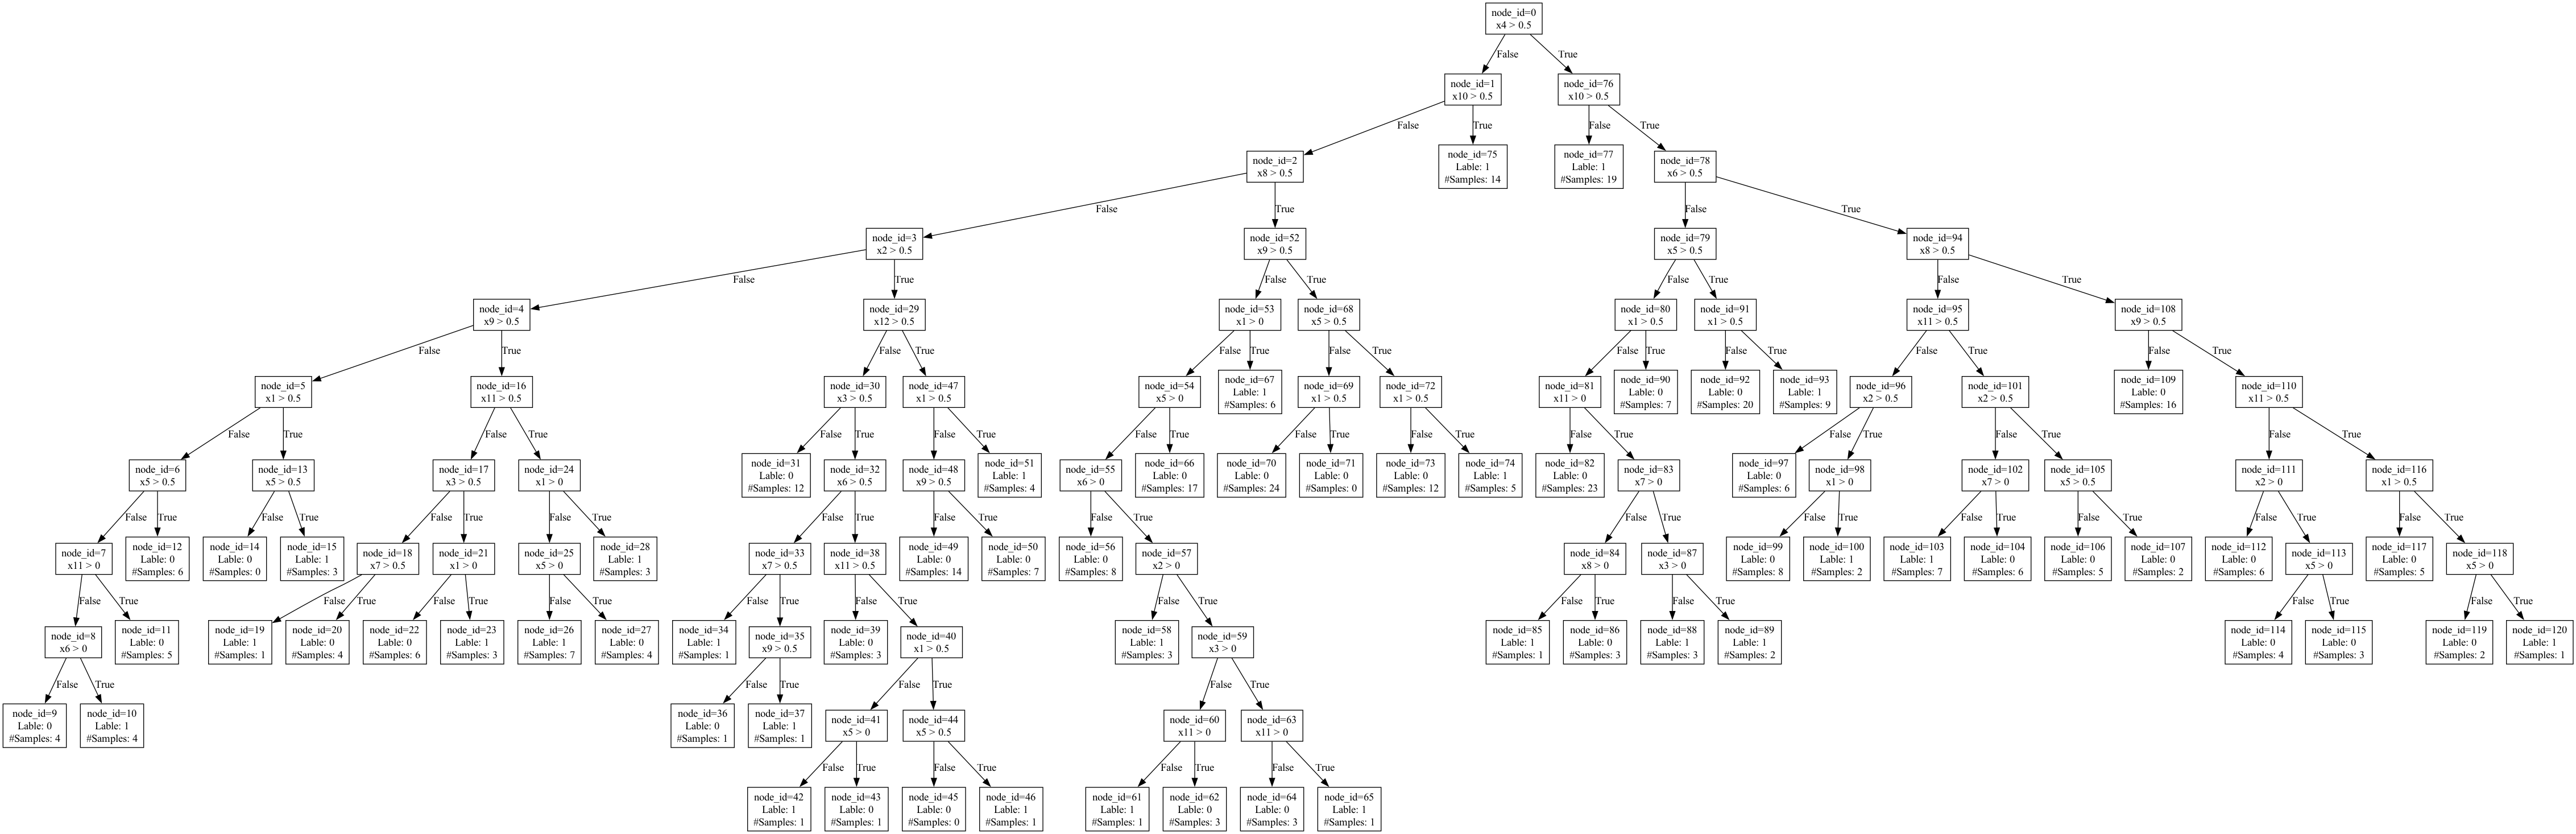 node_id=0
x4 > 0.5
False
True
node_id=1
x10 > 0.5
node_id=76
x10 > 0.5
False
True
False
True
node_id=2
x8 > 0.5
node_id=75
Lable: 1
#Samples: 14
node_id=77
Lable: 1
#Samples: 19
node_id=78
x6 > 0.5
False
True
False
True
node_id=3
x2 > 0.5
node_id=52
x9 > 0.5
node_id=79
x5 > 0.5
node_id=94
x8 > 0.5
False
True
False
True
False
True
False
True
node_id=4
x9 > 0.5
node_id=29
x12 > 0.5
node_id=53
x1 > 0
node_id=68
x5 > 0.5
node_id=80
x1 > 0.5
node_id=91
x1 > 0.5
node_id=95
x11 > 0.5
node_id=108
x9 > 0.5
False
True
False
True
False
True
False
True
False
True
False
True
False
True
False
True
node_id=5
x1 > 0.5
node_id=16
x11 > 0.5
node_id=30
x3 > 0.5
node_id=47
x1 > 0.5
node_id=54
x5 > 0
node_id=67
Lable: 1
#Samples: 6
node_id=69
x1 > 0.5
node_id=72
x1 > 0.5
node_id=81
x11 > 0
node_id=90
Lable: 0
#Samples: 7
node_id=92
Lable: 0
#Samples: 20
node_id=93
Lable: 1
#Samples: 9
node_id=96
x2 > 0.5
node_id=101
x2 > 0.5
node_id=109
Lable: 0
#Samples: 16
node_id=110
x11 > 0.5
False
True
False
True
False
True
False
True
False
True
False
True
False
True
False
True
False
True
False
True
False
True
node_id=6
x5 > 0.5
node_id=13
x5 > 0.5
node_id=17
x3 > 0.5
node_id=24
x1 > 0
node_id=31
Lable: 0
#Samples: 12
node_id=32
x6 > 0.5
node_id=48
x9 > 0.5
node_id=51
Lable: 1
#Samples: 4
node_id=55
x6 > 0
node_id=66
Lable: 0
#Samples: 17
node_id=70
Lable: 0
#Samples: 24
node_id=71
Lable: 0
#Samples: 0
node_id=73
Lable: 0
#Samples: 12
node_id=74
Lable: 1
#Samples: 5
node_id=82
Lable: 0
#Samples: 23
node_id=83
x7 > 0
node_id=97
Lable: 0
#Samples: 6
node_id=98
x1 > 0
node_id=102
x7 > 0
node_id=105
x5 > 0.5
node_id=111
x2 > 0
node_id=116
x1 > 0.5
False
True
False
True
False
True
False
True
False
True
False
True
False
True
False
True
False
True
False
True
False
True
False
True
False
True
node_id=7
x11 > 0
node_id=12
Lable: 0
#Samples: 6
node_id=14
Lable: 0
#Samples: 0
node_id=15
Lable: 1
#Samples: 3
node_id=18
x7 > 0.5
node_id=21
x1 > 0
node_id=25
x5 > 0
node_id=28
Lable: 1
#Samples: 3
node_id=33
x7 > 0.5
node_id=38
x11 > 0.5
node_id=49
Lable: 0
#Samples: 14
node_id=50
Lable: 0
#Samples: 7
node_id=56
Lable: 0
#Samples: 8
node_id=57
x2 > 0
node_id=84
x8 > 0
node_id=87
x3 > 0
node_id=99
Lable: 0
#Samples: 8
node_id=100
Lable: 1
#Samples: 2
node_id=103
Lable: 1
#Samples: 7
node_id=104
Lable: 0
#Samples: 6
node_id=106
Lable: 0
#Samples: 5
node_id=107
Lable: 0
#Samples: 2
node_id=112
Lable: 0
#Samples: 6
node_id=113
x5 > 0
node_id=117
Lable: 0
#Samples: 5
node_id=118
x5 > 0
False
True
False
True
False
True
False
True
False
True
False
True
False
True
False
True
False
True
False
True
False
True
node_id=8
x6 > 0
node_id=11
Lable: 0
#Samples: 5
node_id=19
Lable: 1
#Samples: 1
node_id=20
Lable: 0
#Samples: 4
node_id=22
Lable: 0
#Samples: 6
node_id=23
Lable: 1
#Samples: 3
node_id=26
Lable: 1
#Samples: 7
node_id=27
Lable: 0
#Samples: 4
node_id=34
Lable: 1
#Samples: 1
node_id=35
x9 > 0.5
node_id=39
Lable: 0
#Samples: 3
node_id=40
x1 > 0.5
node_id=58
Lable: 1
#Samples: 3
node_id=59
x3 > 0
node_id=85
Lable: 1
#Samples: 1
node_id=86
Lable: 0
#Samples: 3
node_id=88
Lable: 1
#Samples: 3
node_id=89
Lable: 1
#Samples: 2
node_id=114
Lable: 0
#Samples: 4
node_id=115
Lable: 0
#Samples: 3
node_id=119
Lable: 0
#Samples: 2
node_id=120
Lable: 1
#Samples: 1
False
True
False
True
False
True
False
True
node_id=9
Lable: 0
#Samples: 4
node_id=10
Lable: 1
#Samples: 4
node_id=36
Lable: 0
#Samples: 1
node_id=37
Lable: 1
#Samples: 1
node_id=41
x5 > 0
node_id=44
x5 > 0.5
node_id=60
x11 > 0
node_id=63
x11 > 0
False
True
False
True
False
True
False
True
node_id=42
Lable: 1
#Samples: 1
node_id=43
Lable: 0
#Samples: 1
node_id=45
Lable: 0
#Samples: 0
node_id=46
Lable: 1
#Samples: 1
node_id=61
Lable: 1
#Samples: 1
node_id=62
Lable: 0
#Samples: 3
node_id=64
Lable: 0
#Samples: 3
node_id=65
Lable: 1
#Samples: 1